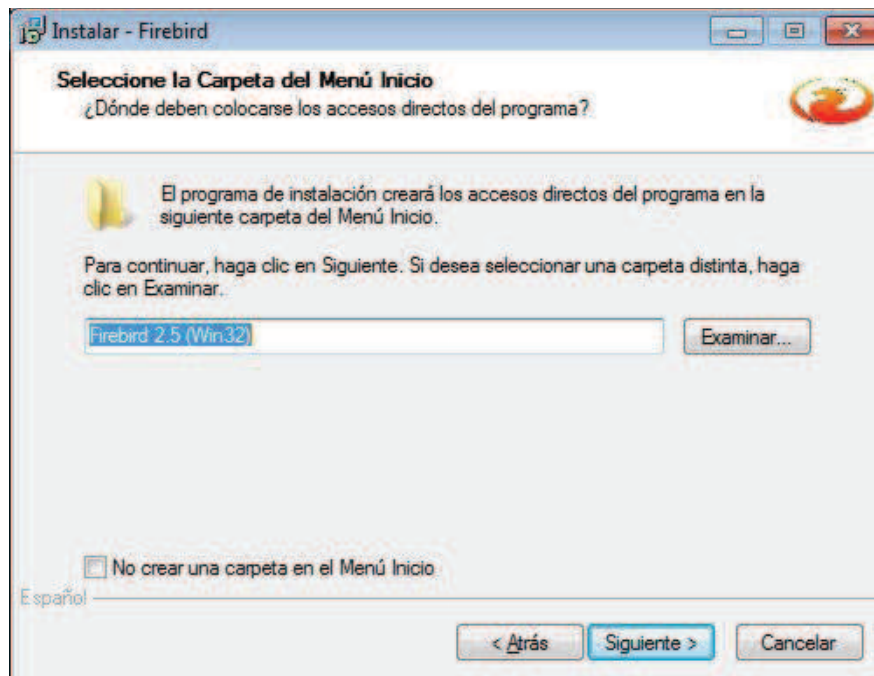 Instalar - Firebird
Seleccione la Carpeta del Menú Inicio
¿Dónde deben colocarse los accesos directos del programa?
El programa de instalación creará los accesos directos del programa en la
siguiente carpeta del Menú Inicio.
Para continuar, haga clic en Siguiente. Si desea seleccionar una carpeta distinta, haga
clic en Examinar.
Firebird 2.5 (Win32)
Examinar...
No crear una carpeta en el Menú Inicio
Español
< Atrás
Siguiente >
Cancelar